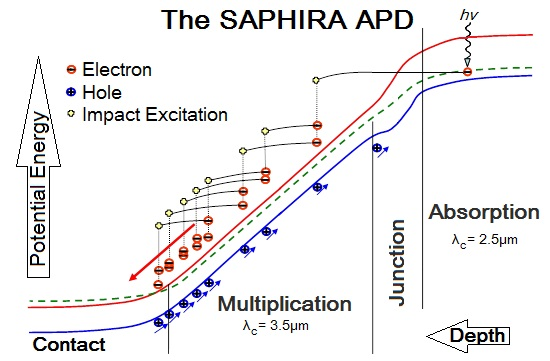 The SAPHIRA APD
hv
Electron
Hole
Impact Excitation
Potential Energy
Absorption
λc= 2.5µm
Junction
Multiplication
λc= 3.5µm
Contact
Depth